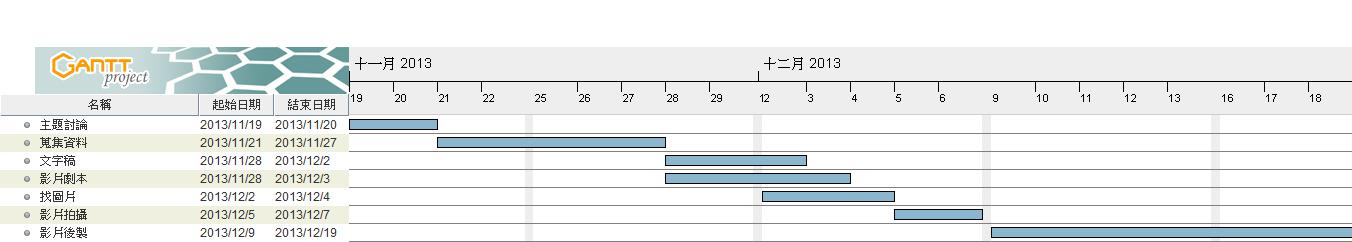 GANTT
project
十一月 2013
十二月 2013
19 20 21 22 25 26 27 28 29 12 3 4 5 6 9 10 11 12 13 16 17 18
名稱 起始日期 結束日期
主題討論 2013/11/19 2013/11/20
蒐集資料 2013/11/21 2013/11/27
文字稿 2013/11/28 2013/12/2
影片劇本 2013/11/28 2013/12/3
找圖片 2013/12/2 2013/12/4
影片拍攝 2013/12/5 2013/12/7
影片後製 2013/12/9 2013/12/19